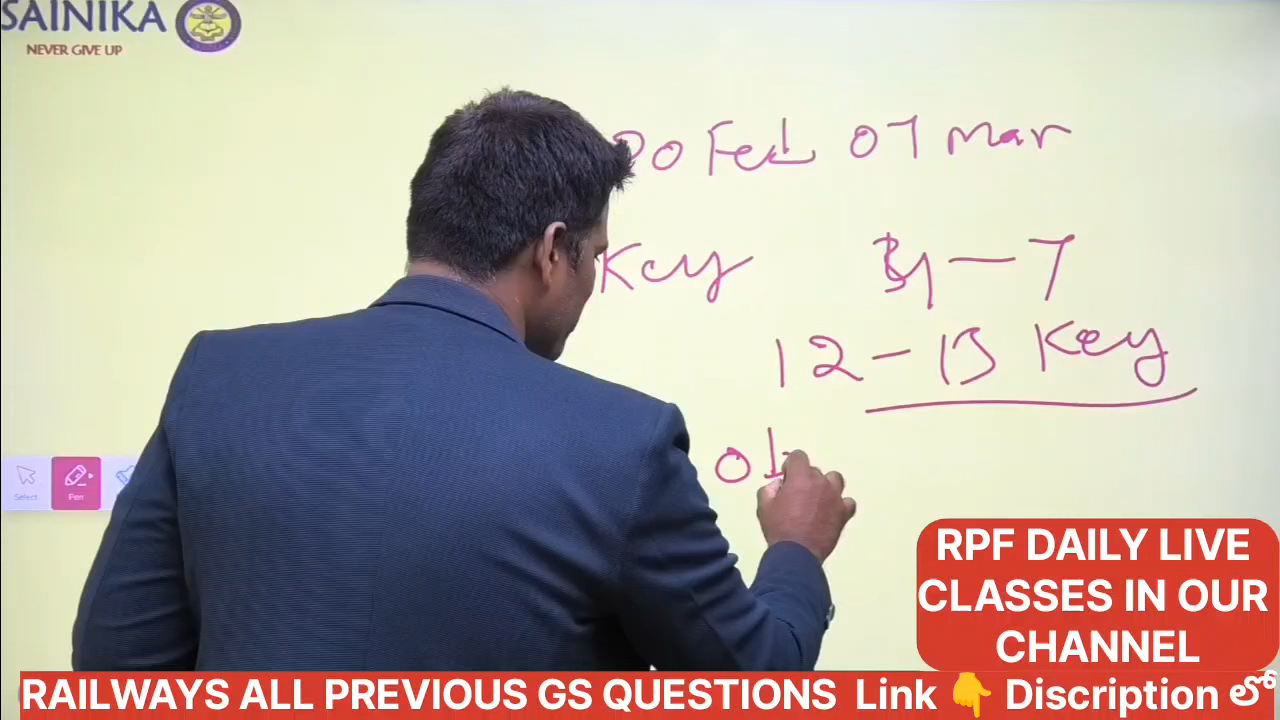 SAINIKA
NEVER GIVE UP
Feb 07 Mar
Key — 7
12 - 13 Key
Select
Pen
RPF DAILY LIVE
CLASSES IN OUR
CHANNEL
RAILWAYS ALL PREVIOUS GS QUESTIONS Link 👇 Discription లో